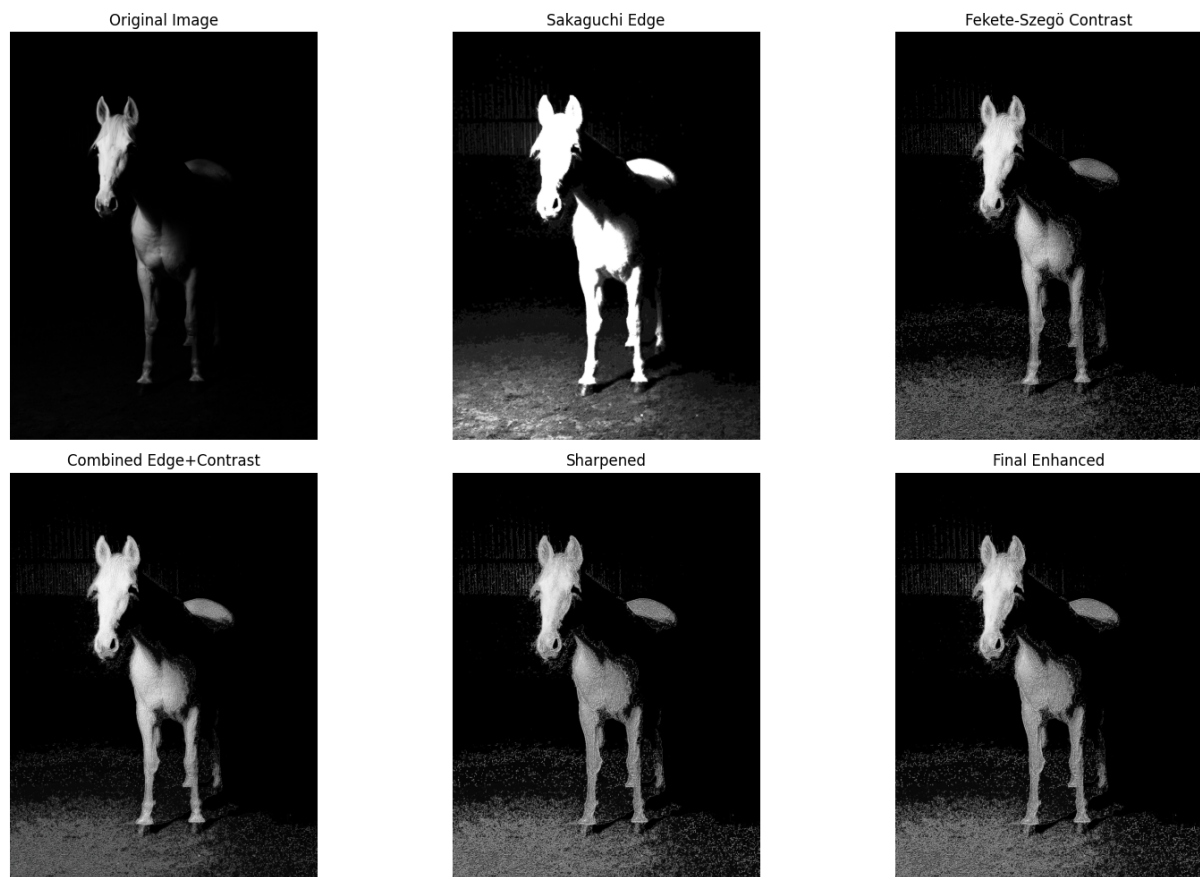 Original Image
Sakaguchi Edge
Fekete-Szegö Contrast
Combined Edge+Contrast
Sharpened
Final Enhanced